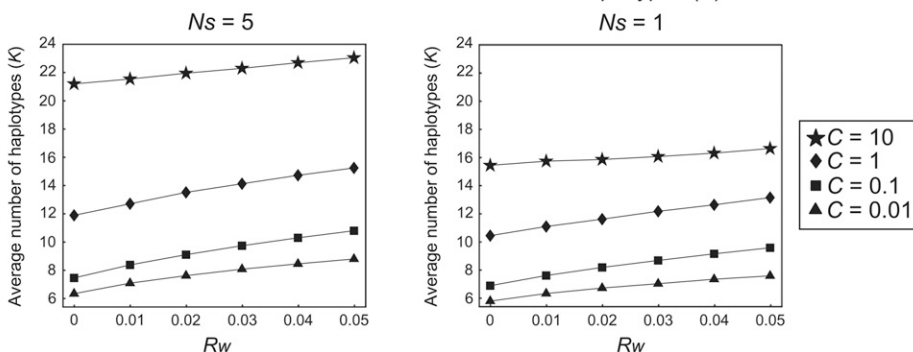 Ns = 5
Average number of haplotypes (K)
24
22
20
18
16
14
12
10
8
6
0 0.01 0.02 0.03 0.04 0.05
Rw
Ns = 1
Average number of haplotypes (K)
24
22
20
18
16
14
12
10
8
6
0 0.01 0.02 0.03 0.04 0.05
Rw
C = 10
C = 1
C = 0.1
C = 0.01